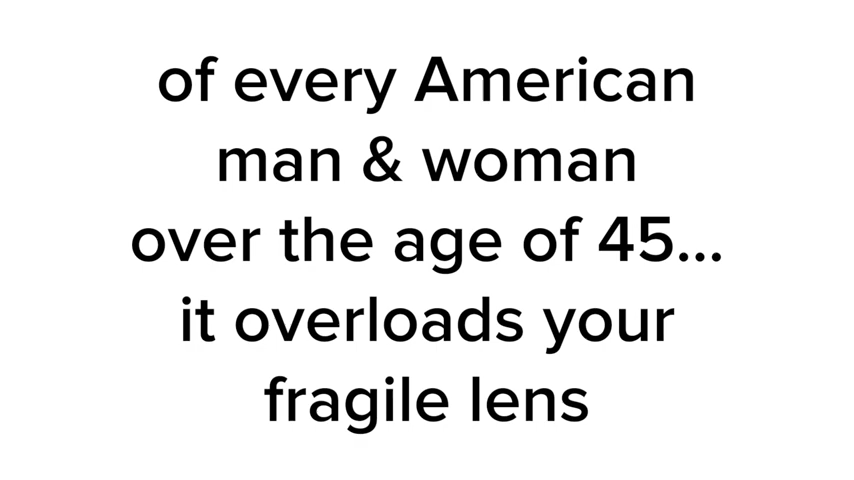 of every American
man & woman
over the age of 45...
it overloads your
fragile lens